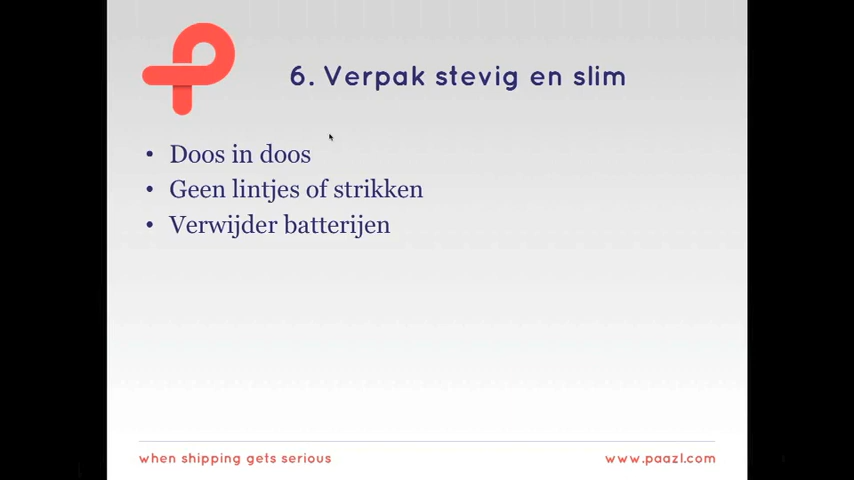 6. Verpak stevig en slim
• Doos in doos
• Geen lintjes of strikken
• Verwijder batterijen
when shipping gets serious
www.paazl.com